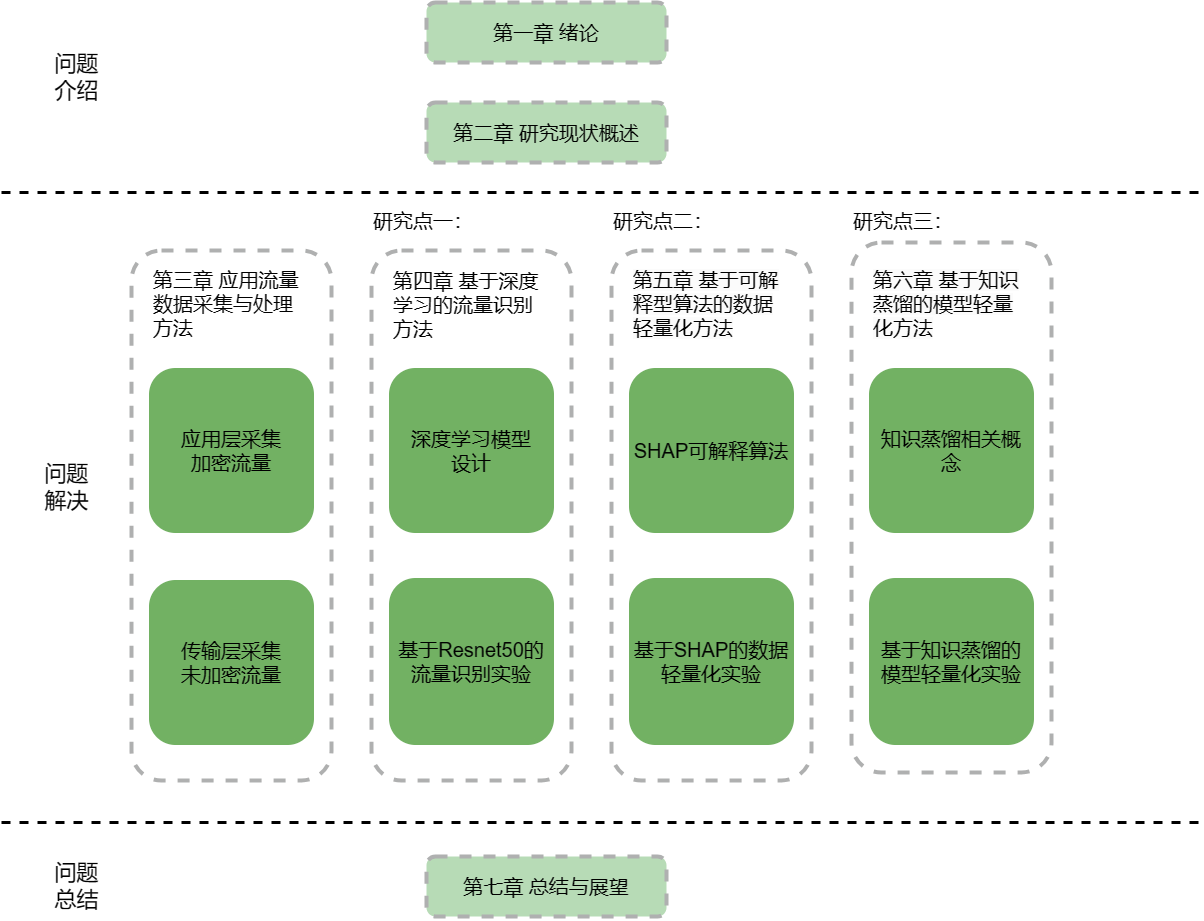 问题
介绍
第一章 绪论
第二章 研究现状概述
问题
解决
第三章 应用流量
数据采集与处理
方法
应用层采集
加密流量
传输层采集
未加密流量
研究点一：
第四章 基于深度
学习的流量识别
方法
深度学习模型
设计
基于Resnet50的
流量识别实验
研究点二：
第五章 基于可解
释型算法的数据
轻量化方法
SHAP可解释算法
基于SHAP的数据
轻量化实验
研究点三：
第六章 基于知识
蒸馏的模型轻量
化方法
知识蒸馏相关概
念
基于知识蒸馏的
模型轻量化实验
问题
总结
第七章 总结与展望